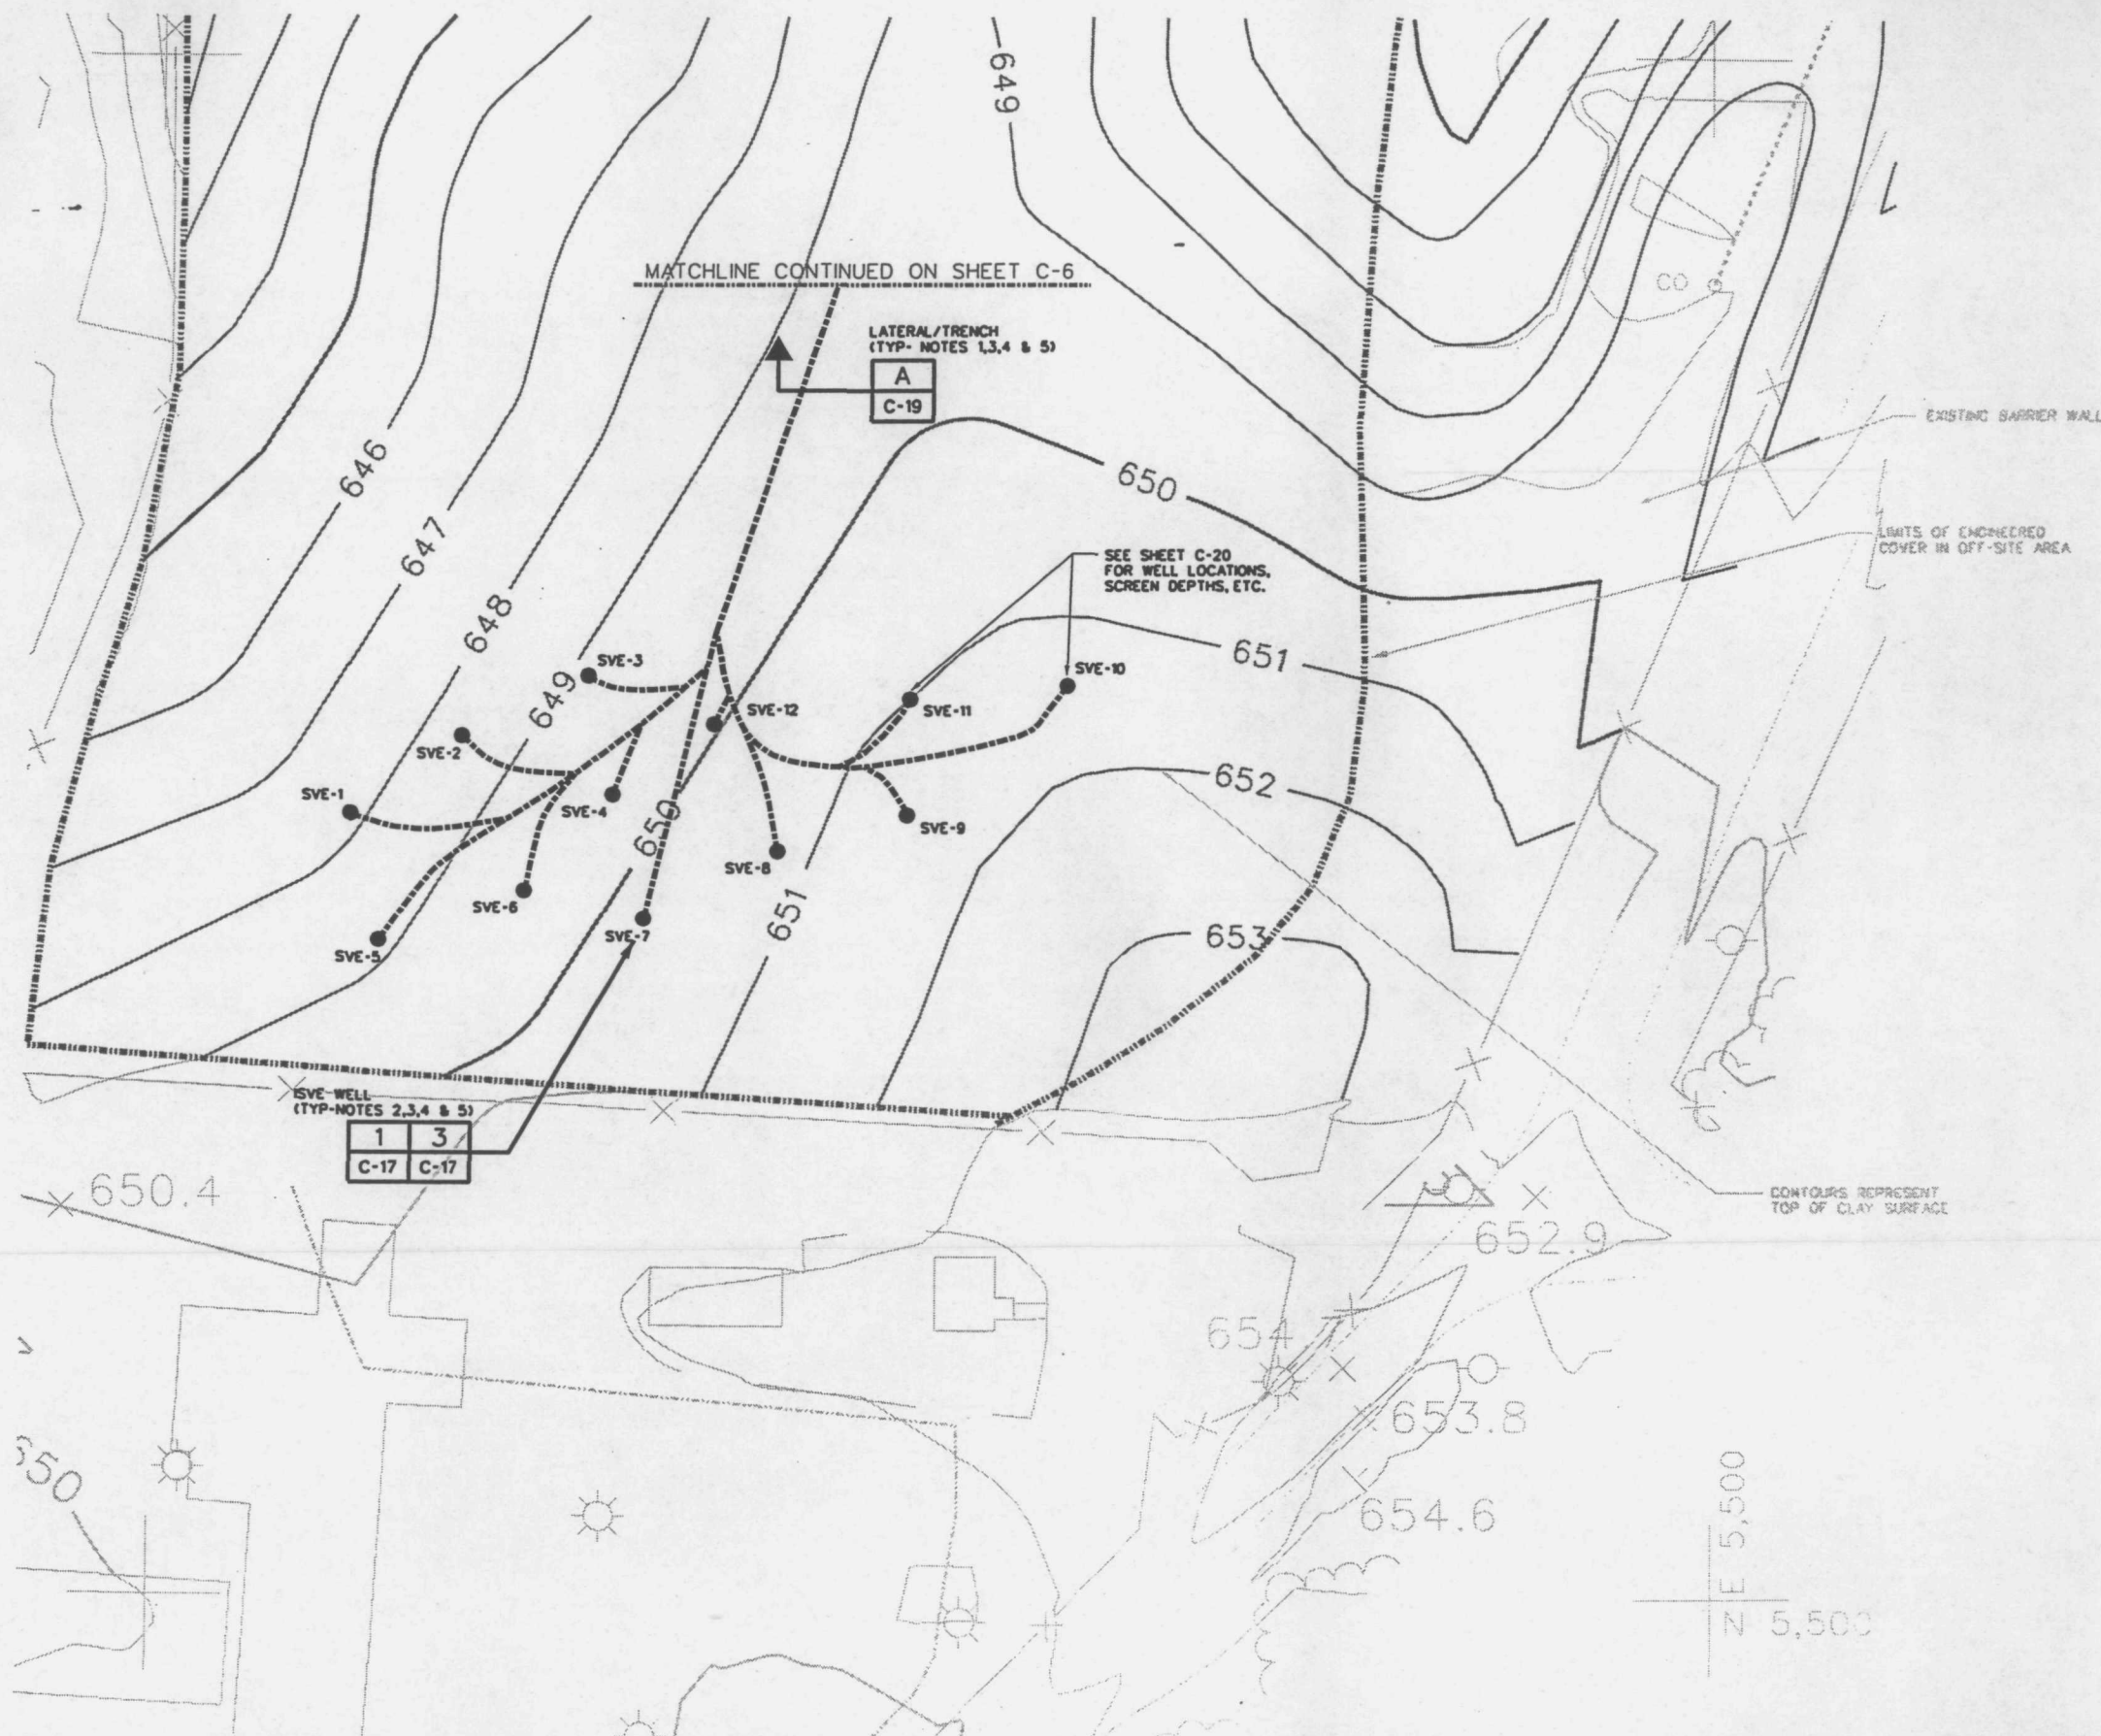 649
MATCHLINE CONTINUED ON SHEET C-6
CO
LATERAL/TRENCH
(TYP- NOTES 1,3,4 & 5)
A
C-19
EXISTING BARRIER WALL
646
650
647
LIMITS OF ENGINEERED
COVER IN OFF-SITE AREA
SEE SHEET C-20
FOR WELL LOCATIONS,
SCREEN DEPTHS, ETC.
648
651
SVE-3
SVE-10
649
SVE-12
SVE-11
SVE-2
652
SVE-1
SVE-4
650
SVE-9
SVE-8
SVE-6
651
SVE-7
653
SVE-5
ISVE WELL
(TYP-NOTES 2,3,4 & 5)
1 3
C-17 C-17
650.4
CONTOURS REPRESENT
TOP OF CLAY SURFACE
652.9
654
653.8
650
654.6
E 5,500
N 5,500